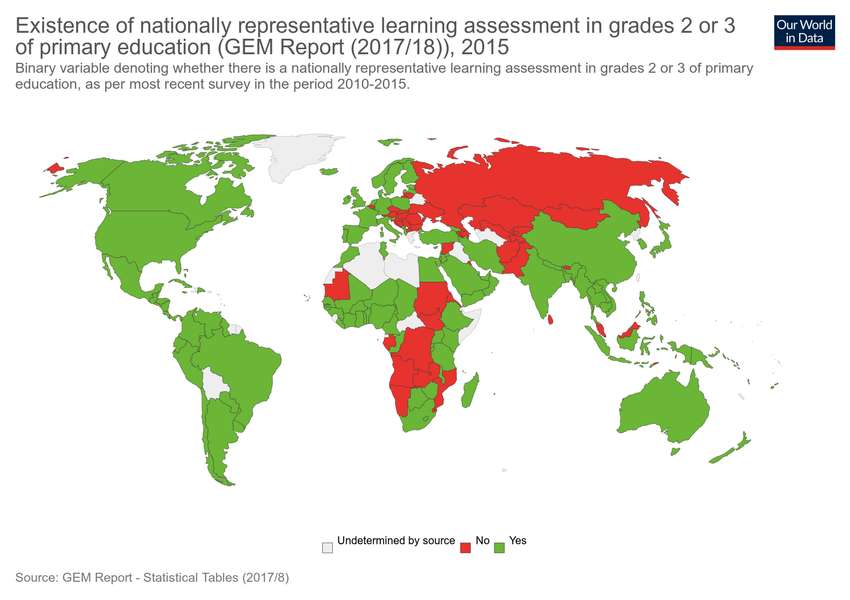 Existence of nationally representative learning assessment in grades 2 or 3
of primary education (GEM Report (2017/18)), 2015
Our World
in Data
Binary variable denoting whether there is a nationally representative learning assessment in grades 2 or 3 of primary
education, as per most recent survey in the period 2010-2015.
Undetermined by source No Yes
Source: GEM Report - Statistical Tables (2017/8)